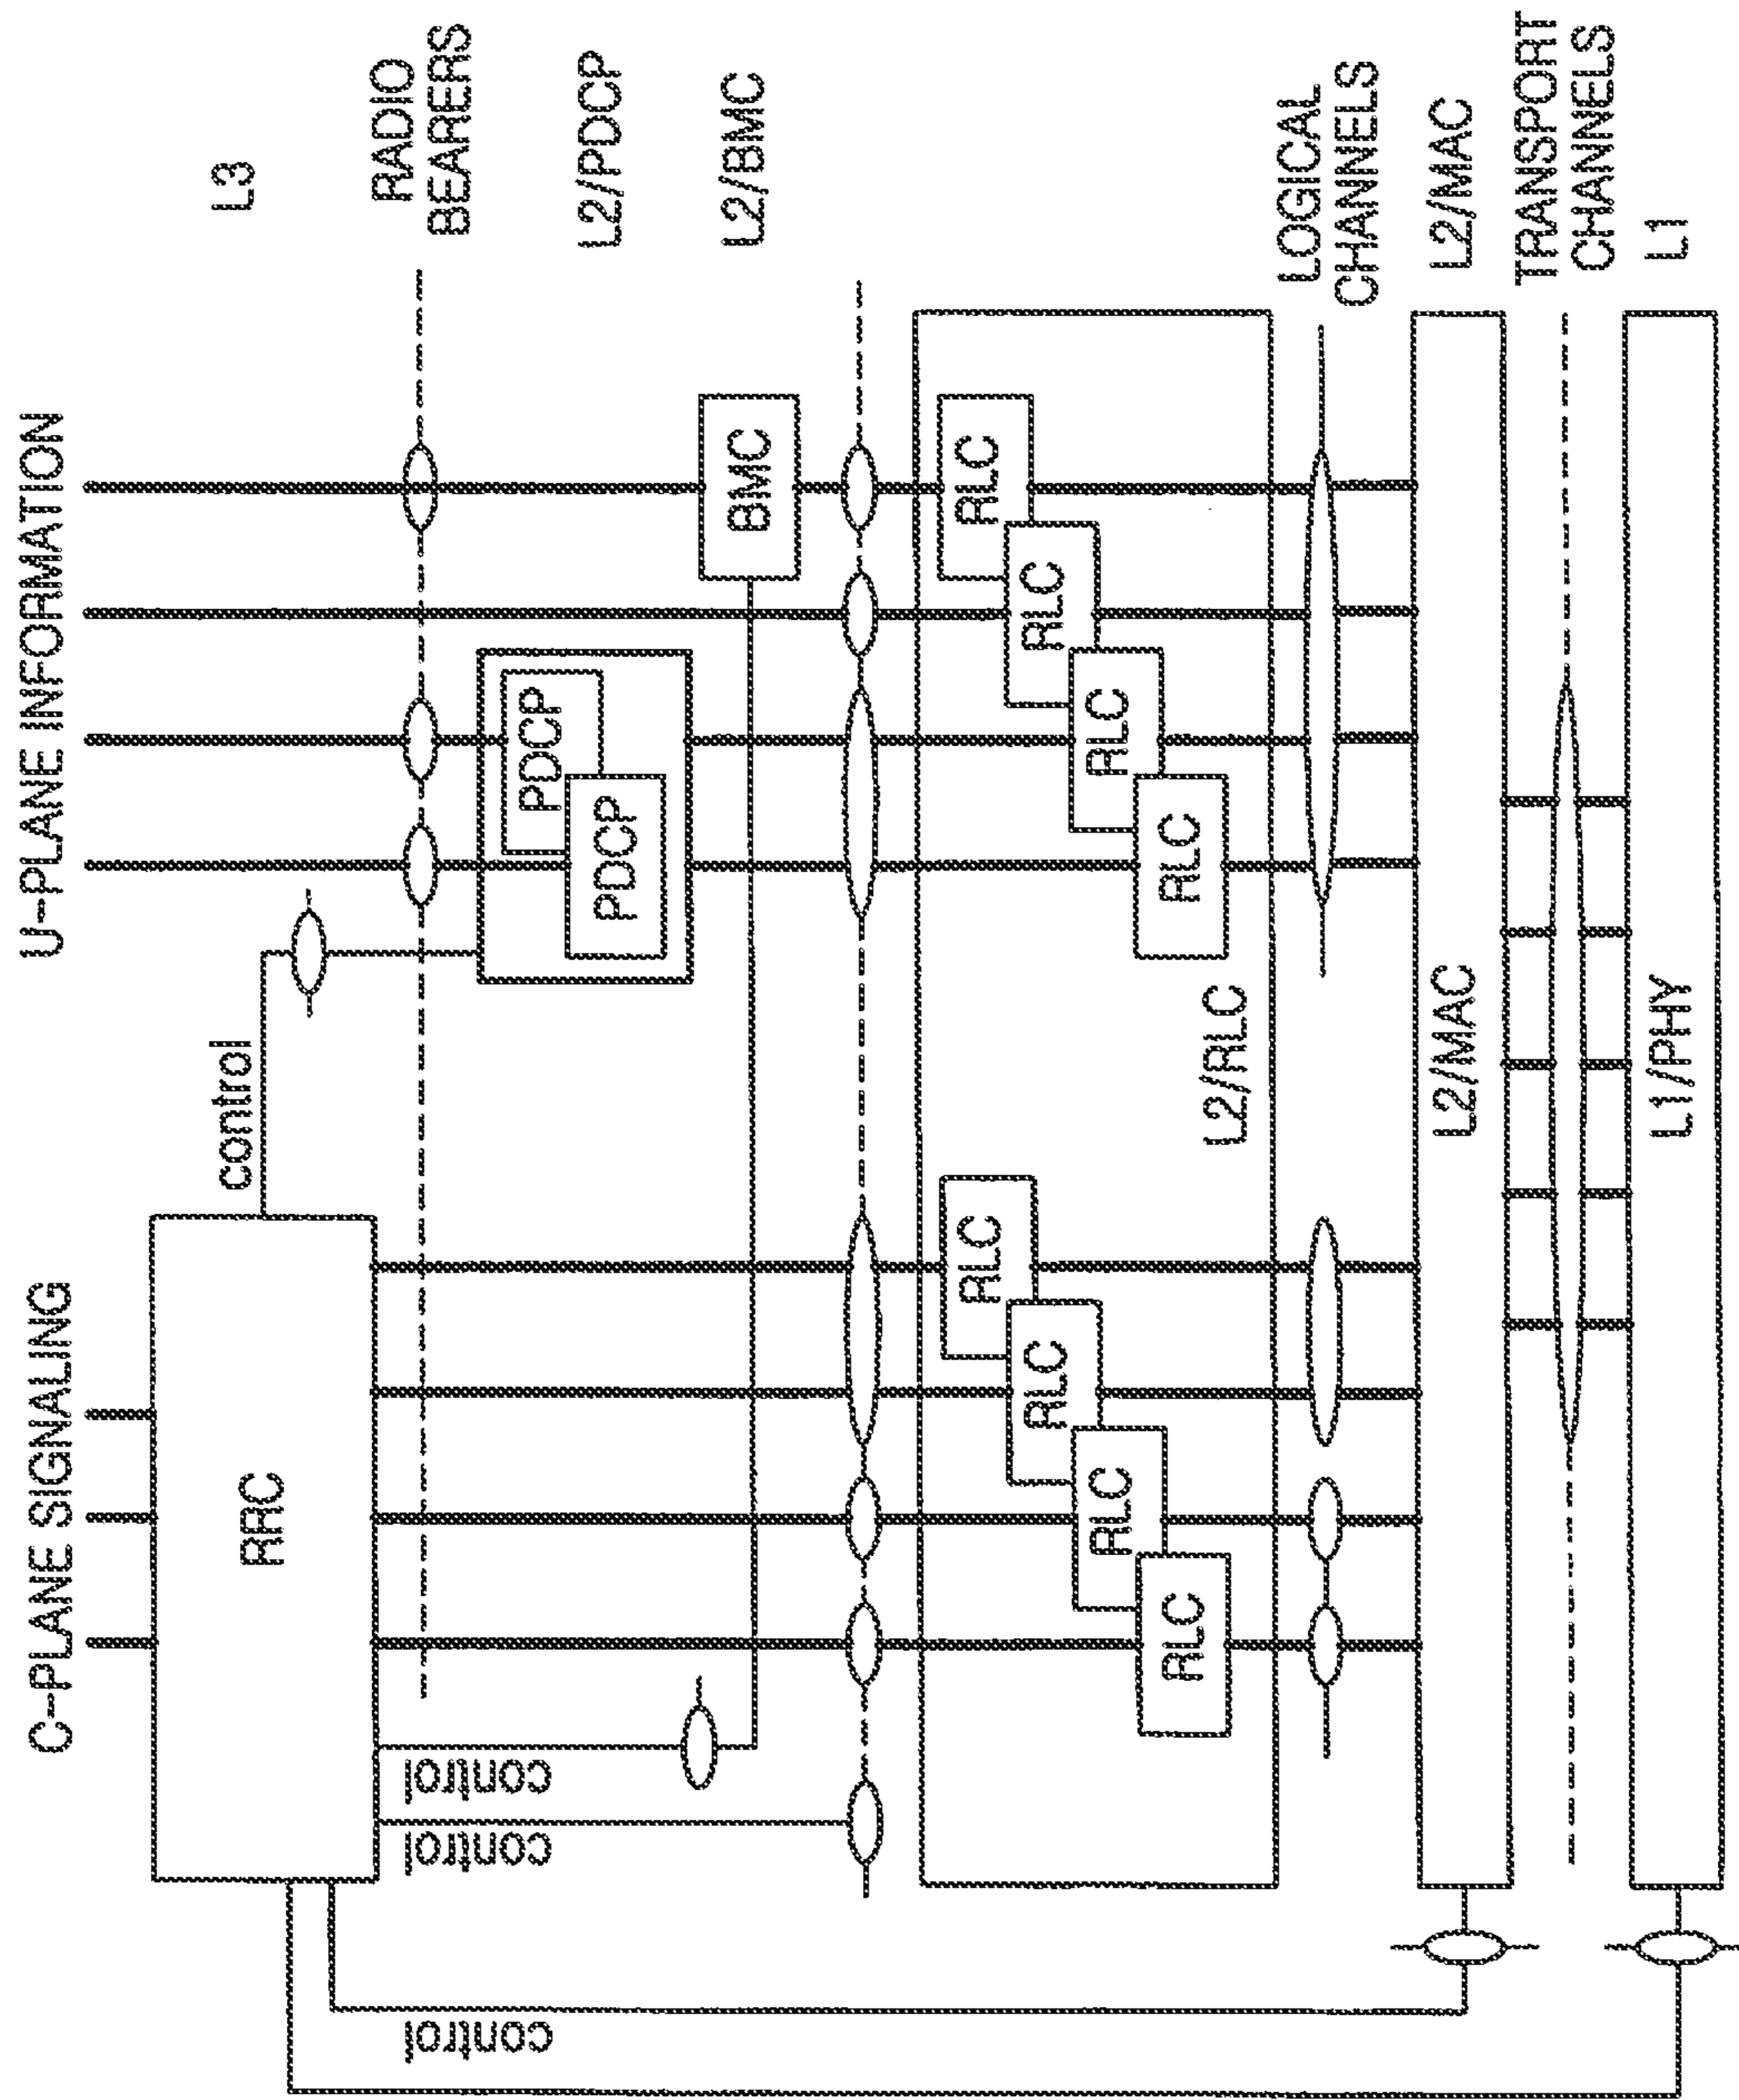 C-PLANE SIGNALING
U-PLANE INFORMATION
L3
control
RRC
RADIO
BEARERS
control
control
control
PDCP
PDCP
L2/PDCP
BMC
L2/BMC
RLC
RLC
RLC
RLC
RLC
RLC
RLC
RLC
L2/RLC
LOGICAL
CHANNELS
L2/MAC
L2/MAC
TRANSPORT
CHANNELS
L1/PHY
L1